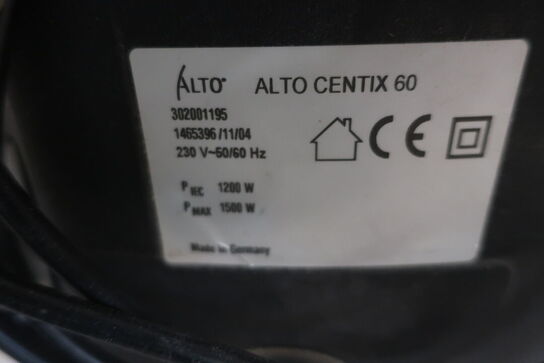 ALTO ALTO CENTIX 60
302001195
1465396/11/04
230 V~50/60 Hz
CE
P IEC 1200 W
P MAX 1500 W
Made in Germany